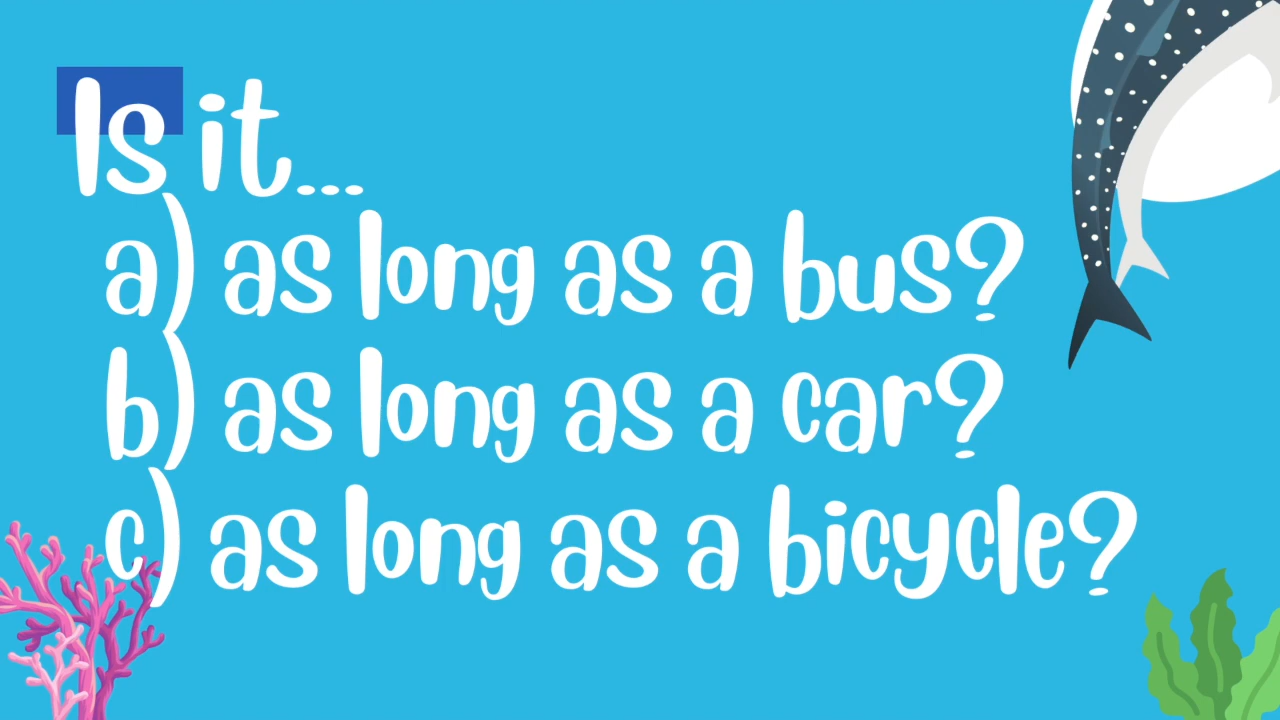 Is it...
a) as long as a bus?
b) as long as a car?
c) as long as a bicycle?